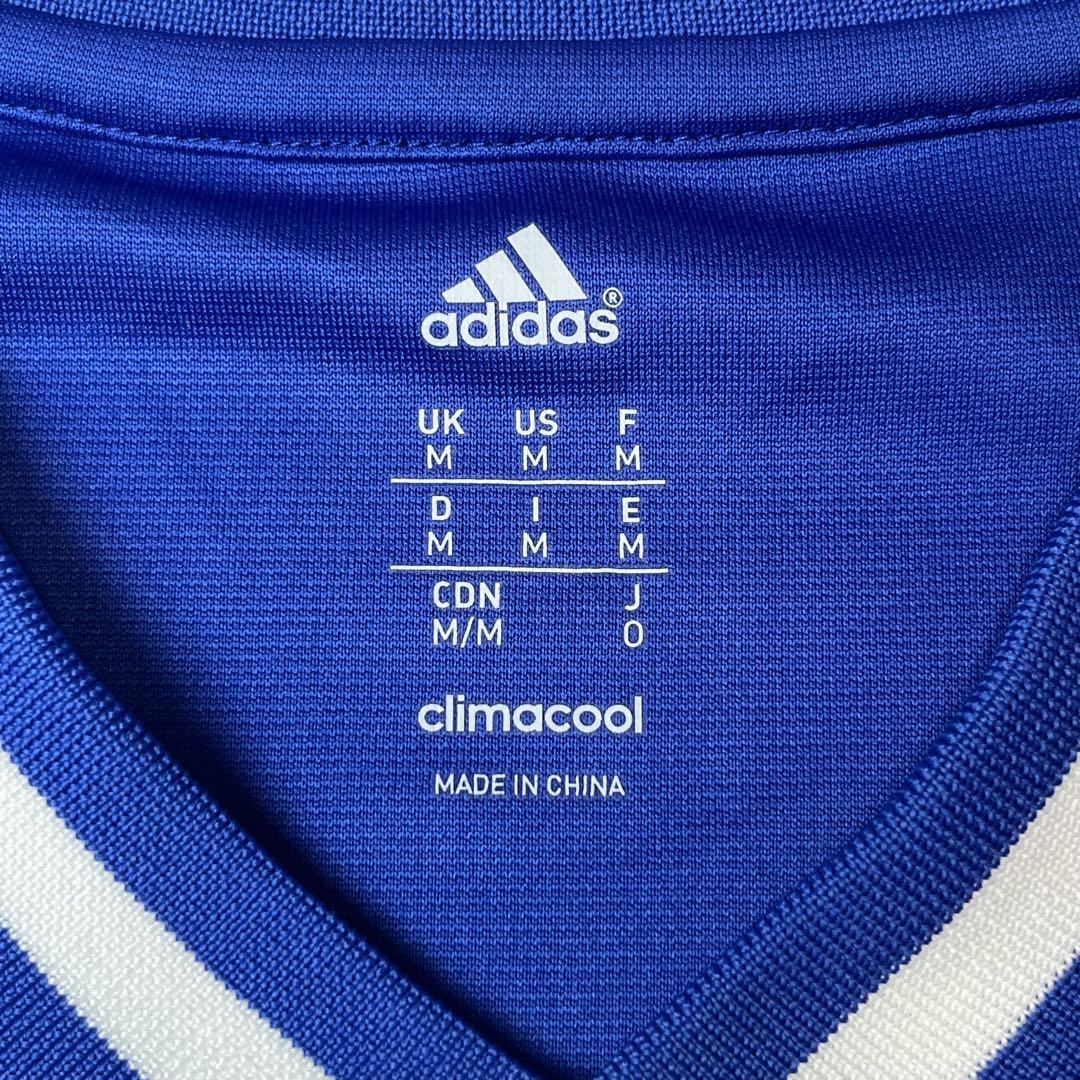 adidas®
UK US F
M M M
D I E
M M M
CDN J
M/M O
climacool
MADE IN CHINA